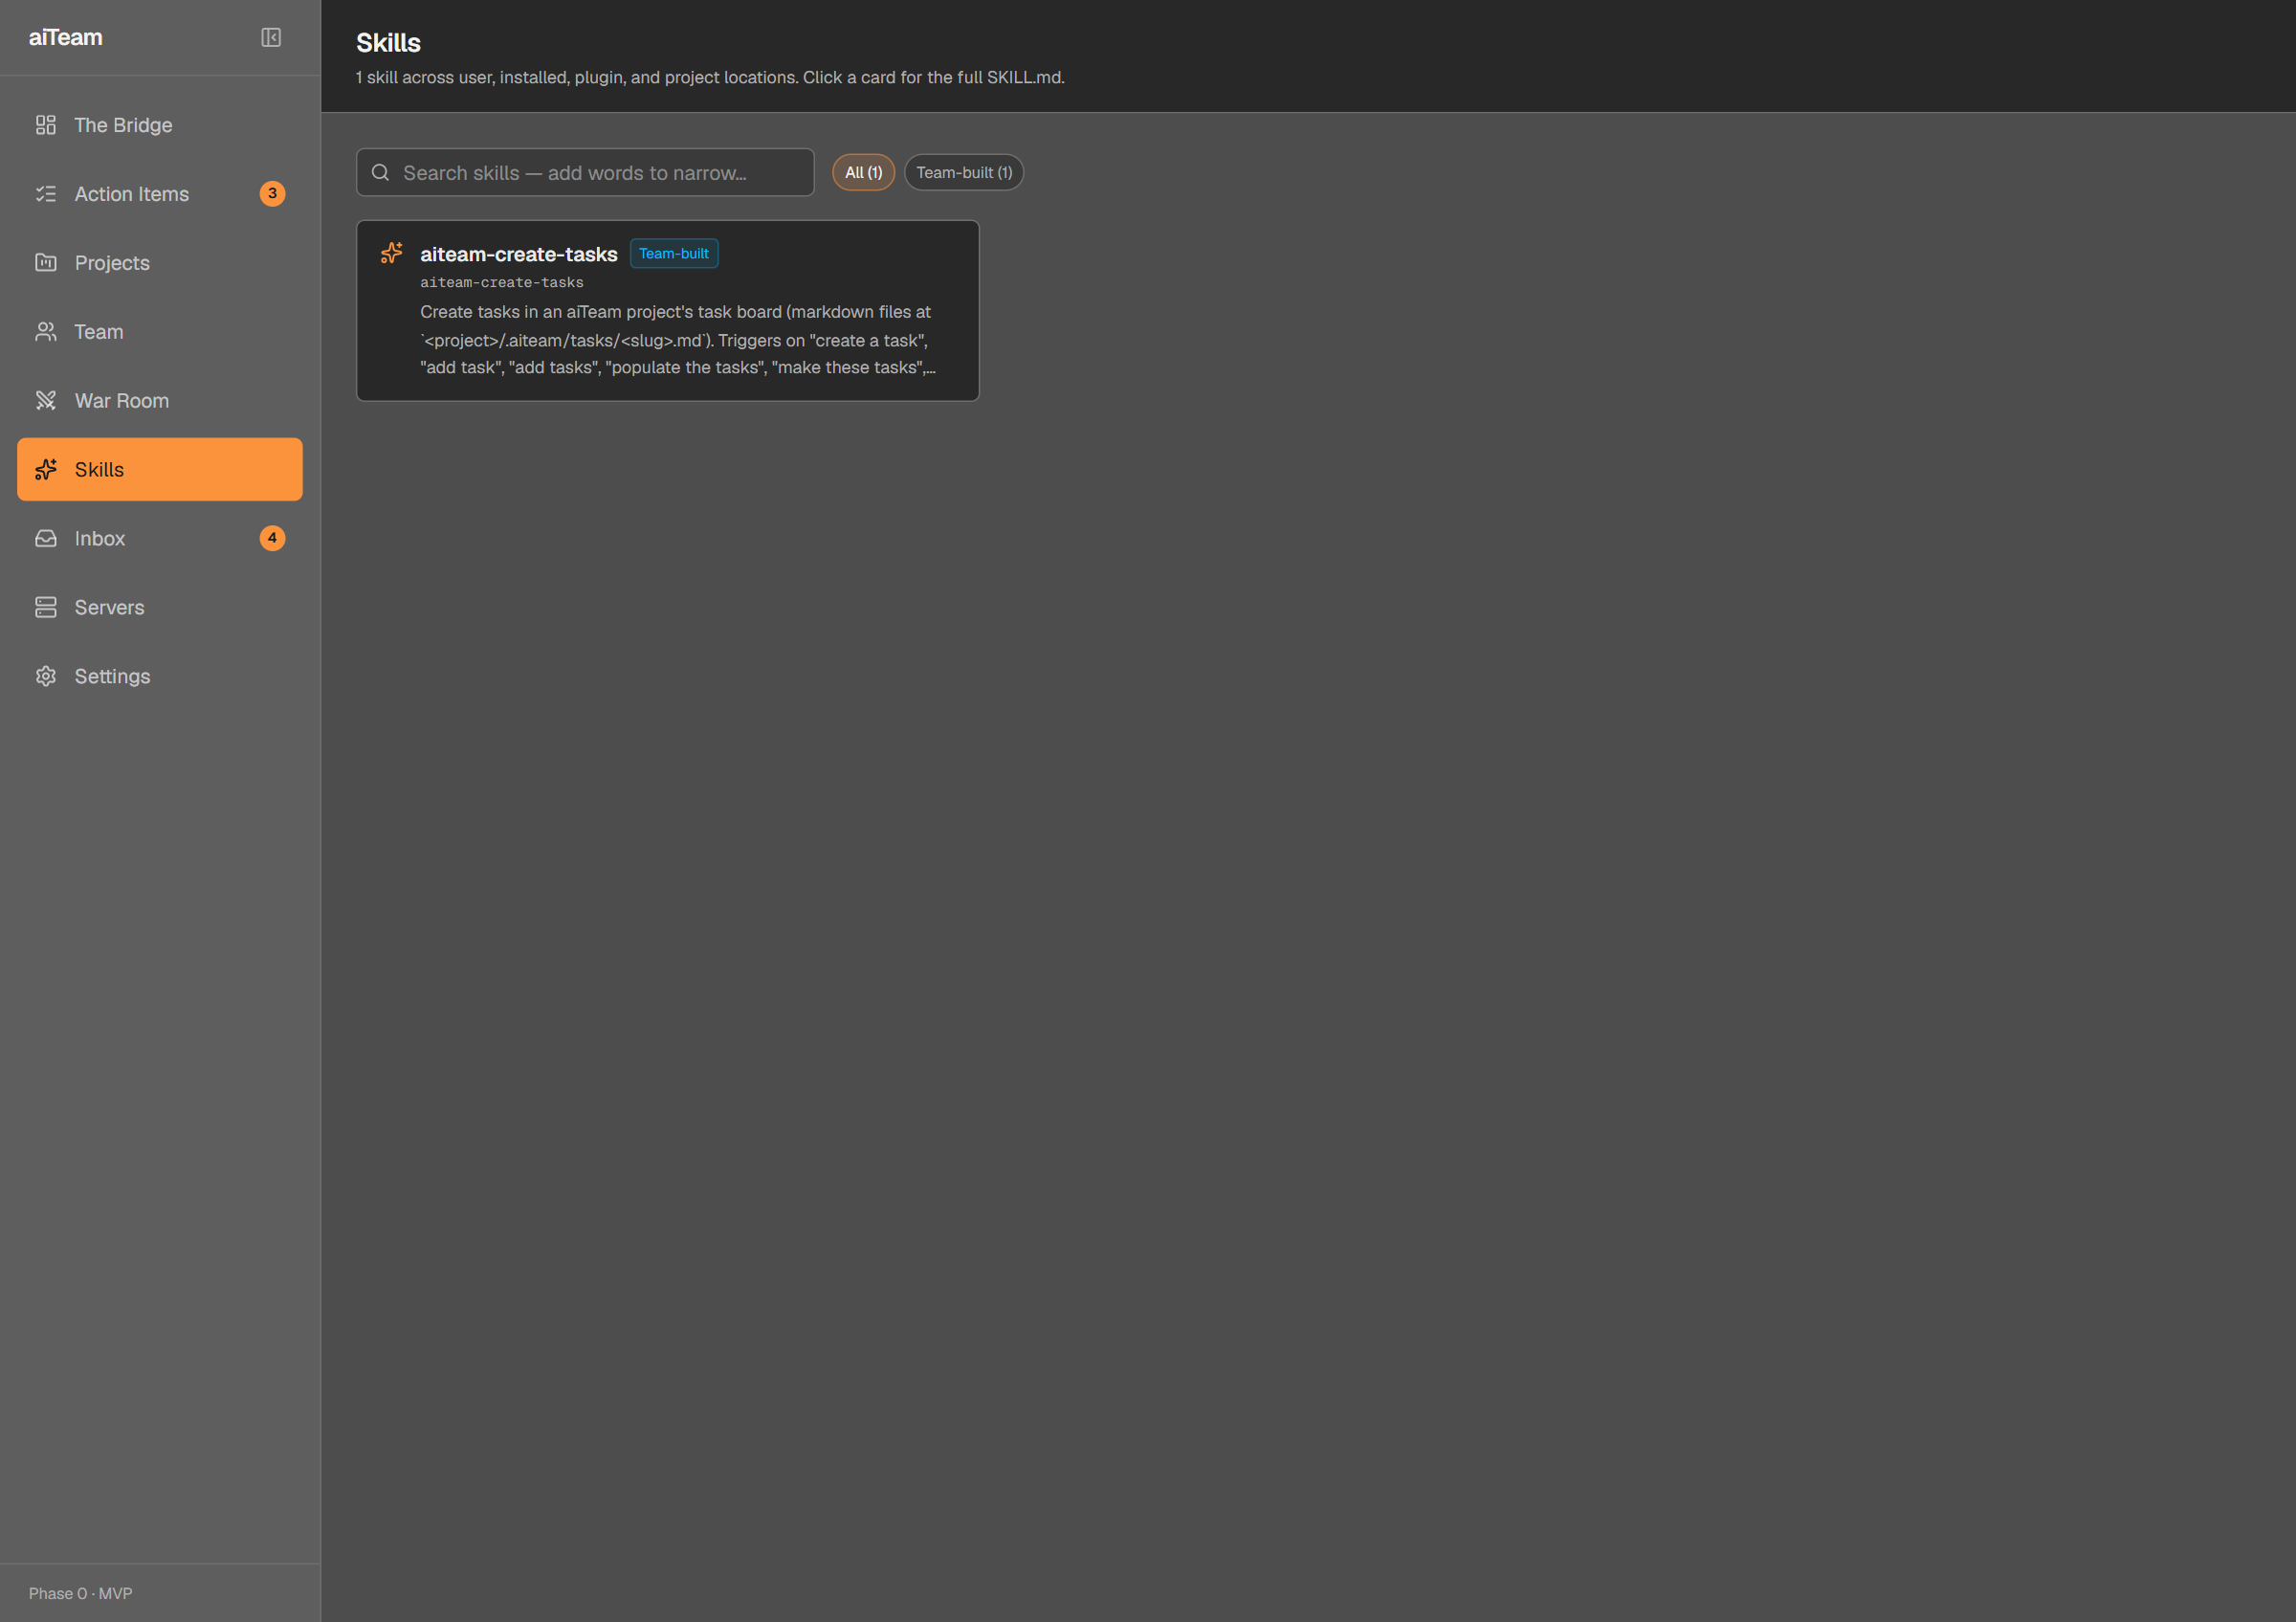 aiTeam
The Bridge
Action Items
3
Projects
Team
War Room
Skills
Inbox
4
Servers
Settings
Phase 0 · MVP
Skills
1 skill across user, installed, plugin, and project locations. Click a card for the full SKILL.md.
Search skills — add words to narrow...
All (1)
Team-built (1)
aiteam-create-tasks
Team-built
aiteam-create-tasks
Create tasks in an aiTeam project's task board (markdown files at
`<project>/.aiteam/tasks/<slug>.md`). Triggers on "create a task",
"add task", "add tasks", "populate the tasks", "make these tasks",...